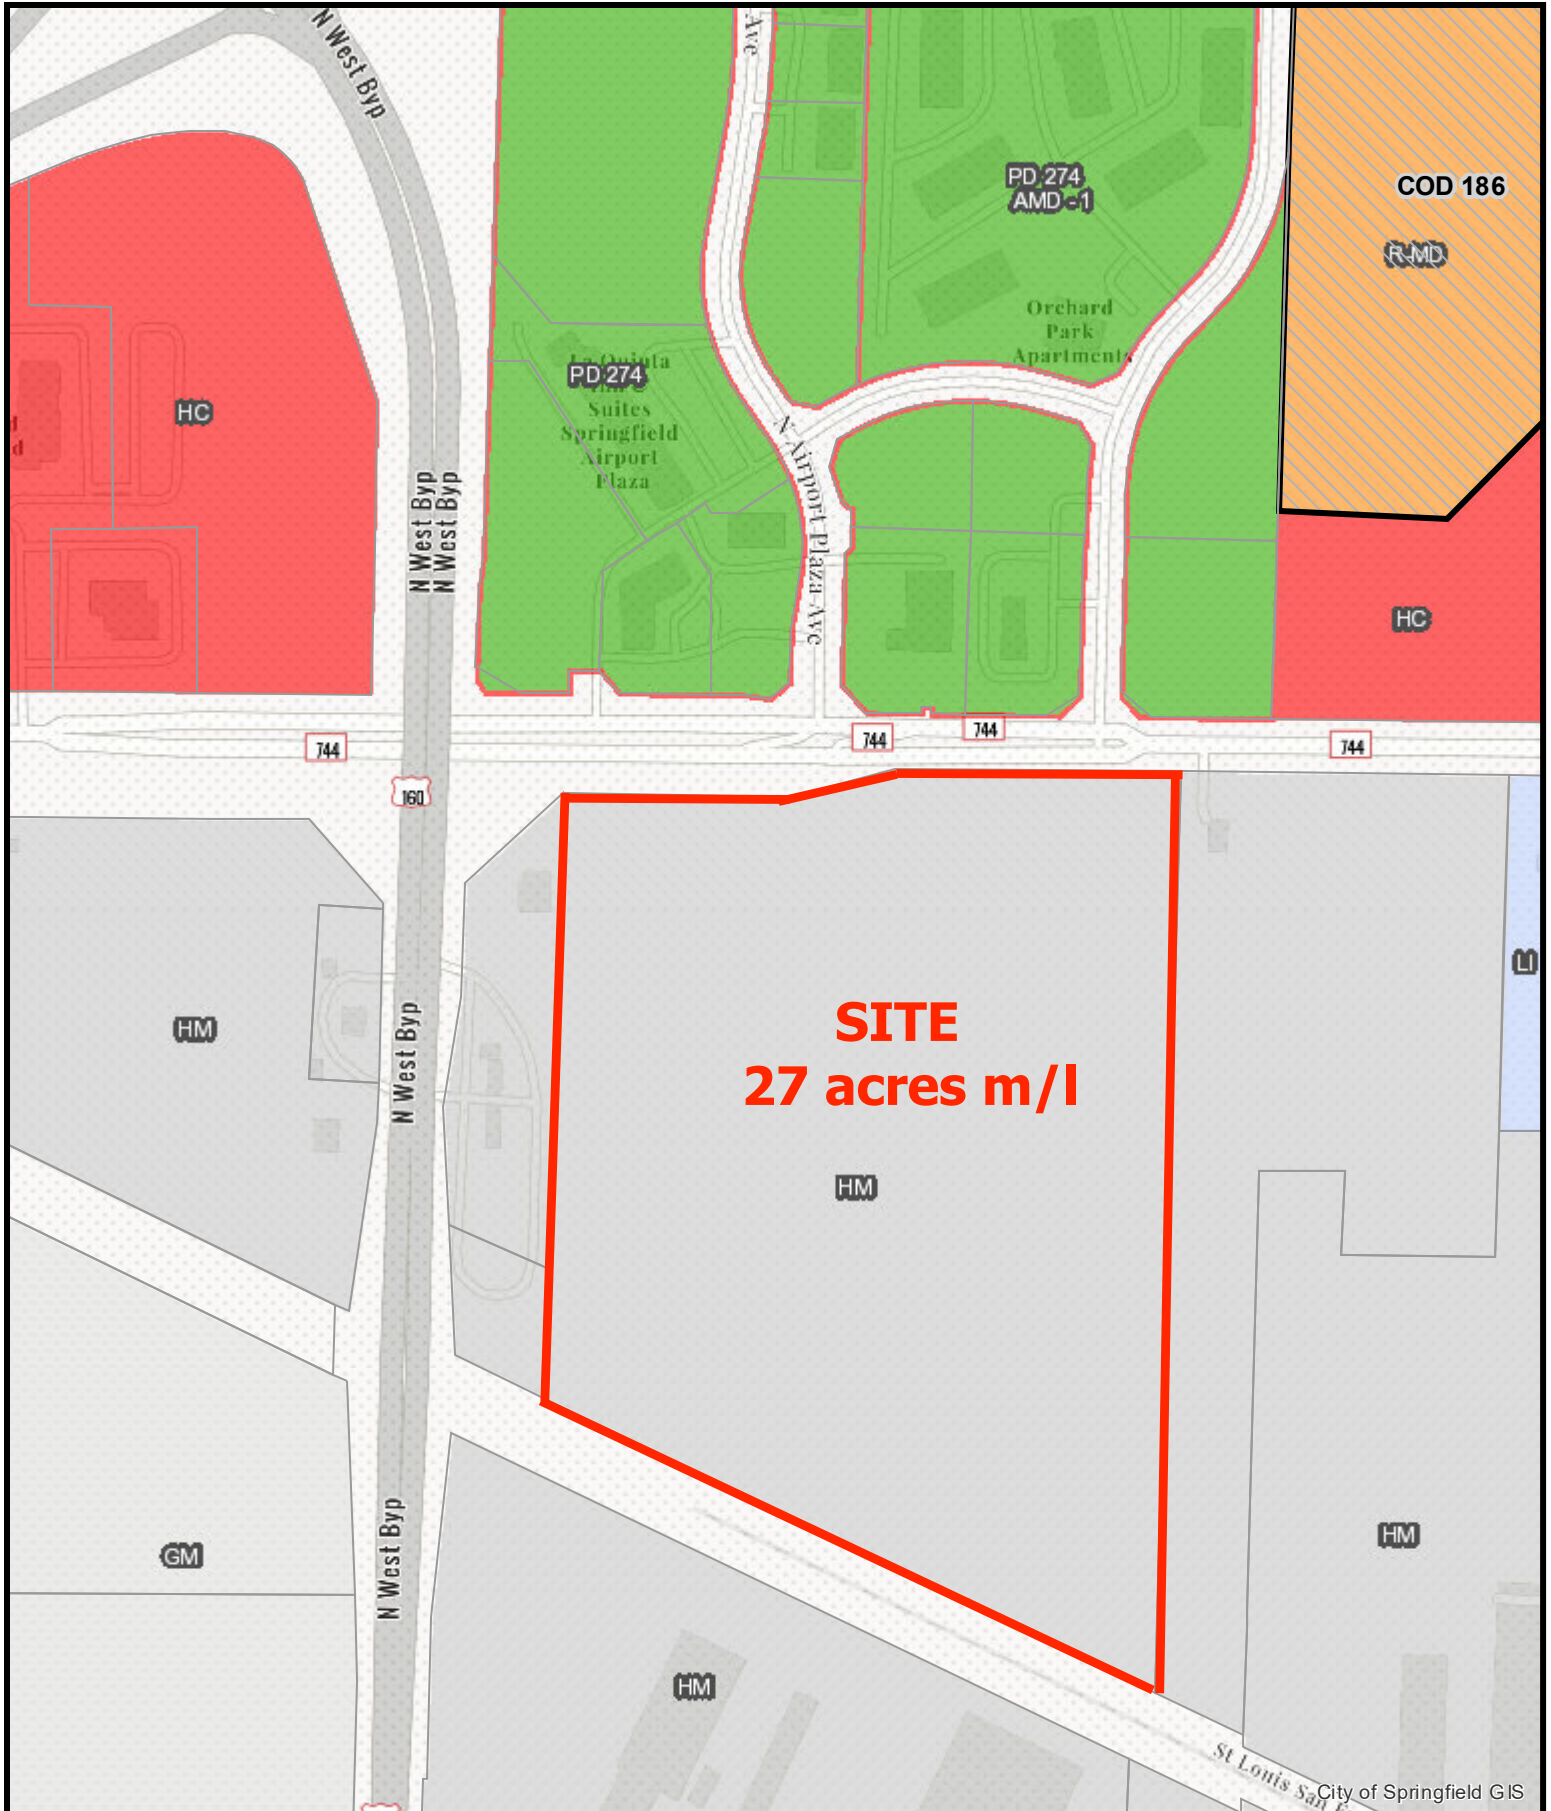 N West Byp
Ave
COD 186
R-MD
PD 274
AMD - 1
Orchard
Park
Apartments
La Quinta
PD 274
Suites
Springfield
Airport
Plaza
HC
N West Byp
N West Byp
N Airport Plaza Ave
HC
744
744
744
744
160
SITE
27 acres m/l
HM
HM
LI
N West Byp
GM
N West Byp
HM
HM
St Louis San
City of Springfield GIS